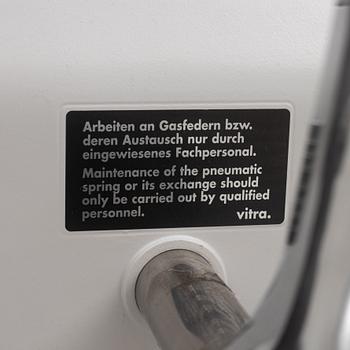 Arbeiten an Gasfedern bzw.
deren Austausch nur durch
eingewiesenes Fachpersonal.
Maintenance of the pneumatic
spring or its exchange should
only be carried out by qualified
personnel. vitra.